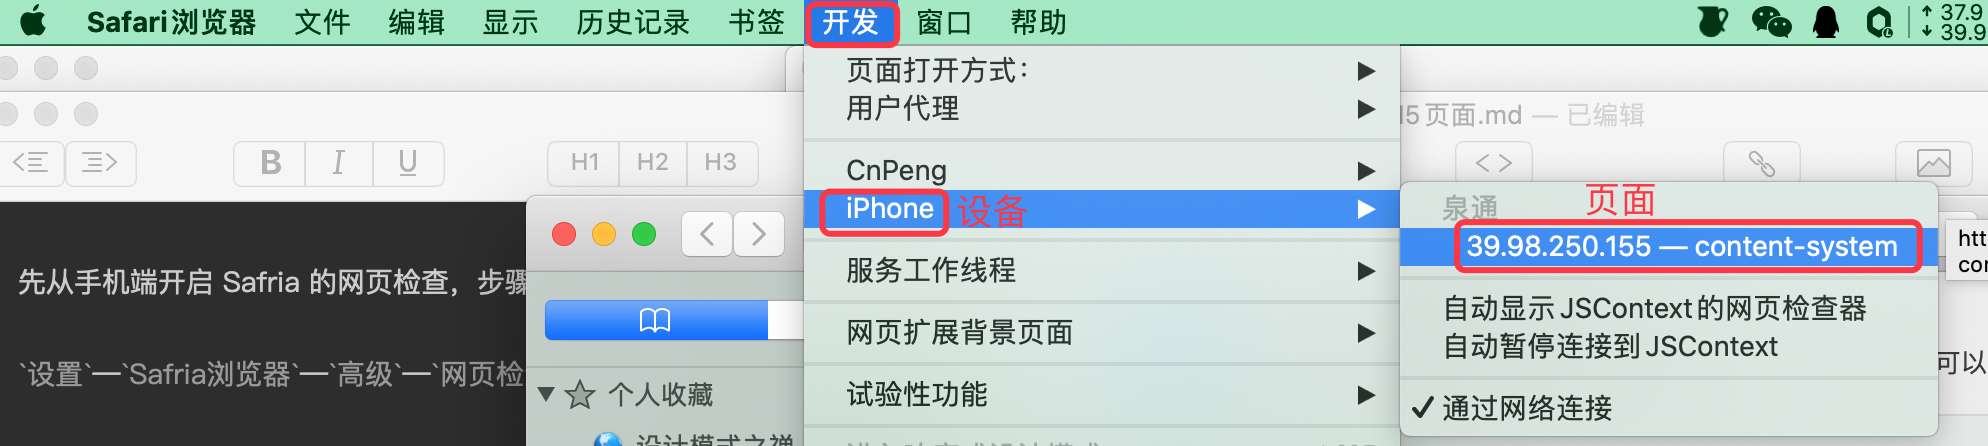 Safari浏览器 文件 编辑 显示 历史记录 书签 开发 窗口 帮助 37.9
39.9
页面打开方式：
用户代理
15页面.md — 已编辑
B I U H1 H2 H3
CnPeng
iPhone 设备
泉通 页面
39.98.250.155 — content-system
先从手机端开启 Safria 的网页检查，步骤
服务工作线程
自动显示JSContext的网页检查器
网页扩展背景页面
自动暂停连接到JSContext
可以
`设置`—`Safria浏览器`—`高级`—`网页检
个人收藏
试验性功能
通过网络连接
设计模式之禅